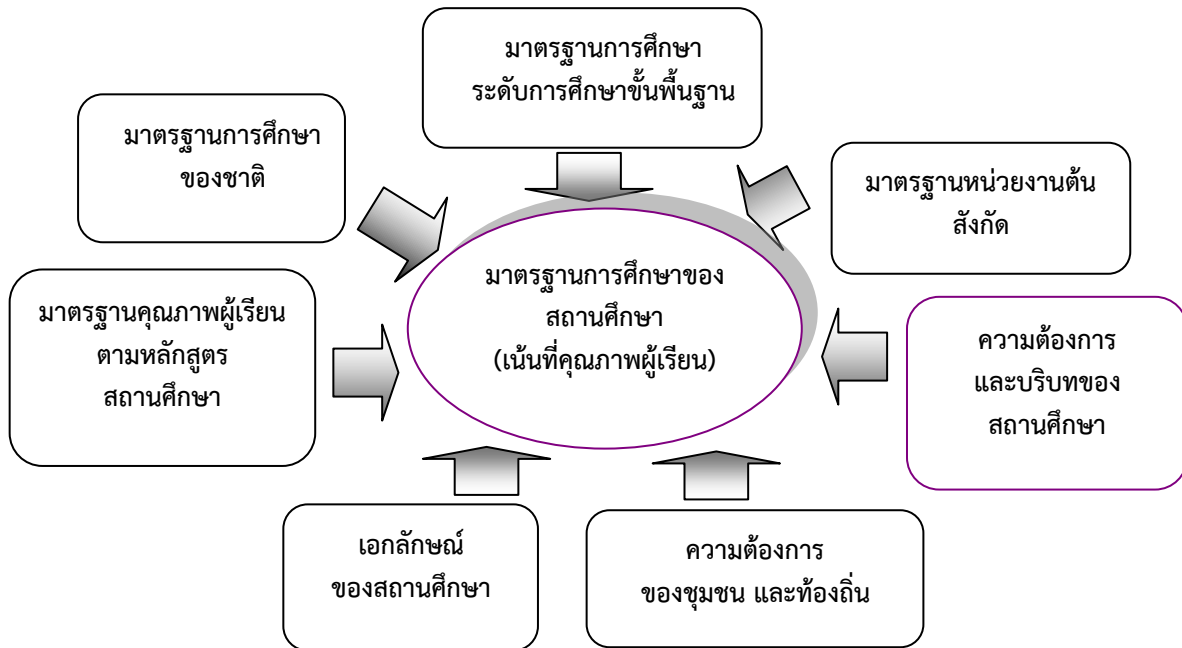 มาตรฐานการศึกษา
ระดับการศึกษาขั้นพื้นฐาน
มาตรฐานการศึกษา
ของชาติ
มาตรฐานหน่วยงานต้น
สังกัด
มาตรฐานการศึกษาของ
สถานศึกษา
(เน้นที่คุณภาพผู้เรียน)
มาตรฐานคุณภาพผู้เรียน
ตามหลักสูตร
สถานศึกษา
ความต้องการ
และบริบทของ
สถานศึกษา
เอกลักษณ์
ของสถานศึกษา
ความต้องการ
ของชุมชน และท้องถิ่น